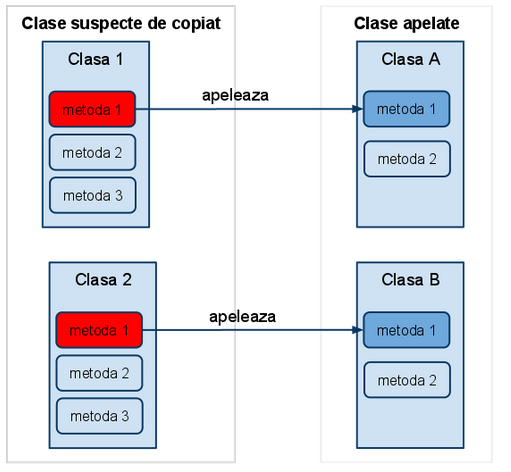 Clase suspecte de copiat
Clase apelate
Clasa 1
metoda 1
metoda 2
metoda 3
apeleaza
Clasa A
metoda 1
metoda 2
Clasa 2
metoda 1
metoda 2
metoda 3
apeleaza
Clasa B
metoda 1
metoda 2